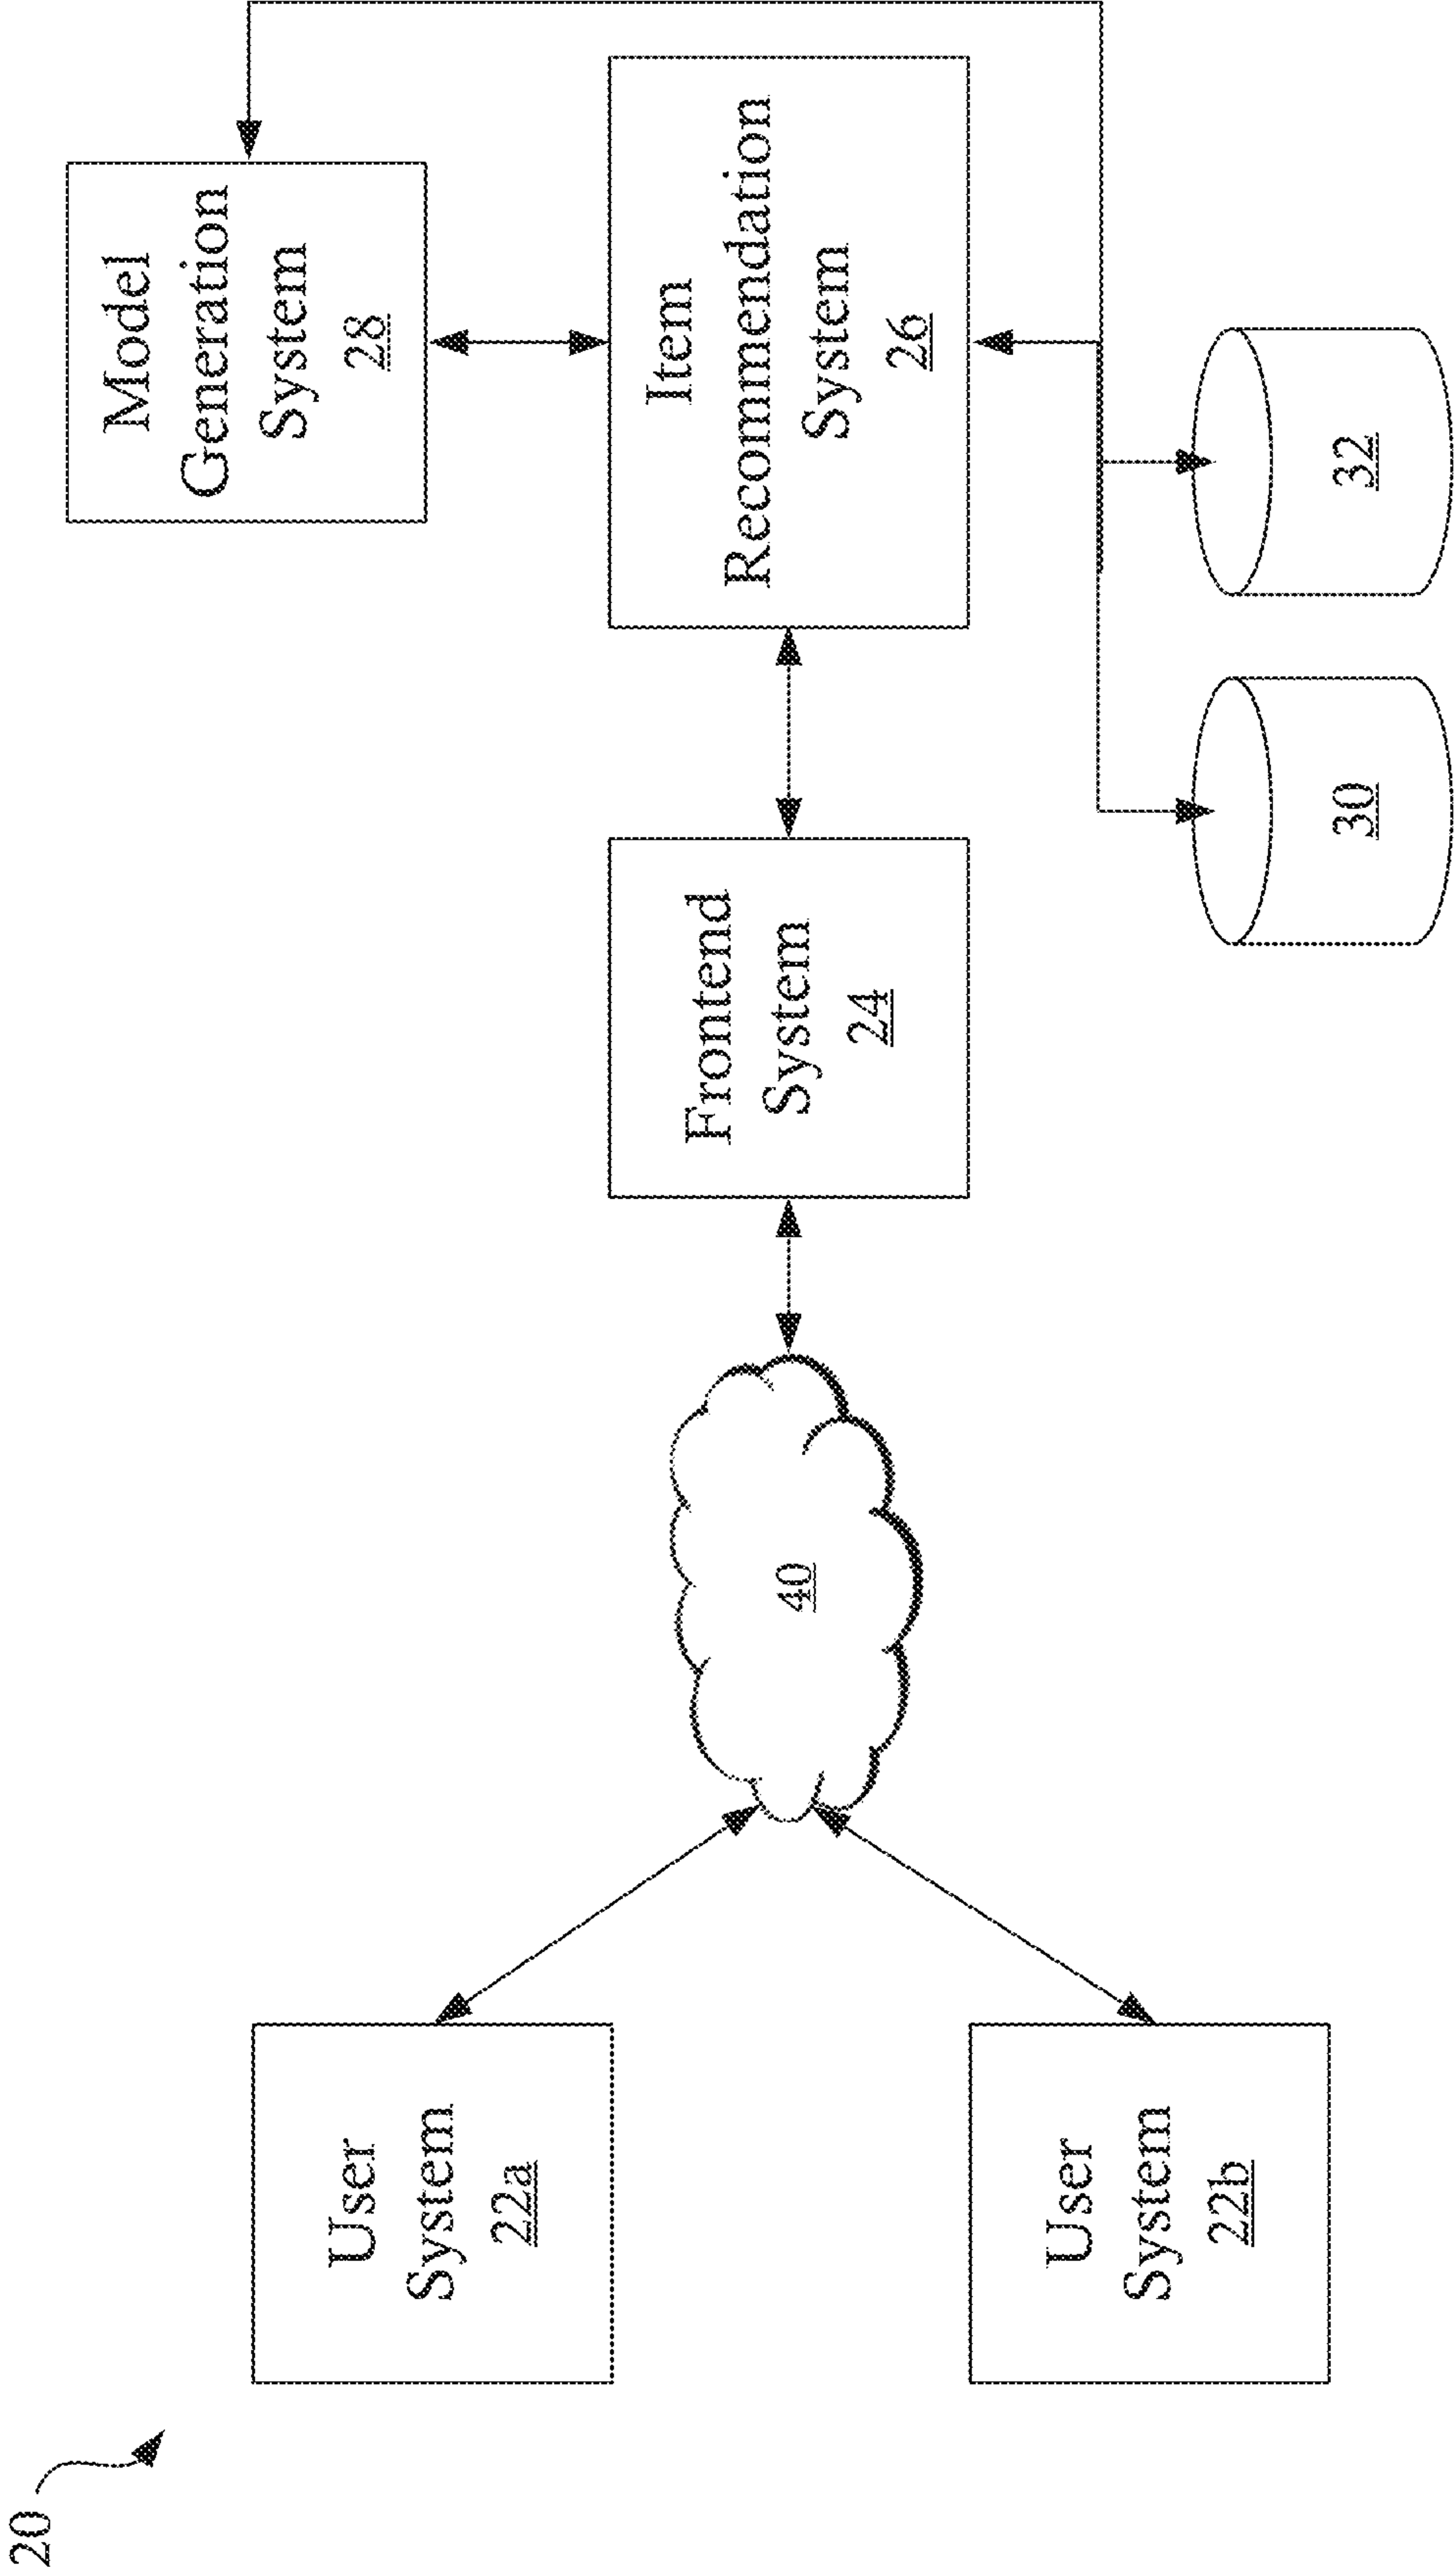 20
User
System
22a
User
System
22b
40
Frontend
System
24
Model
Generation
System
28
Item
Recommendation
System
26
30
32